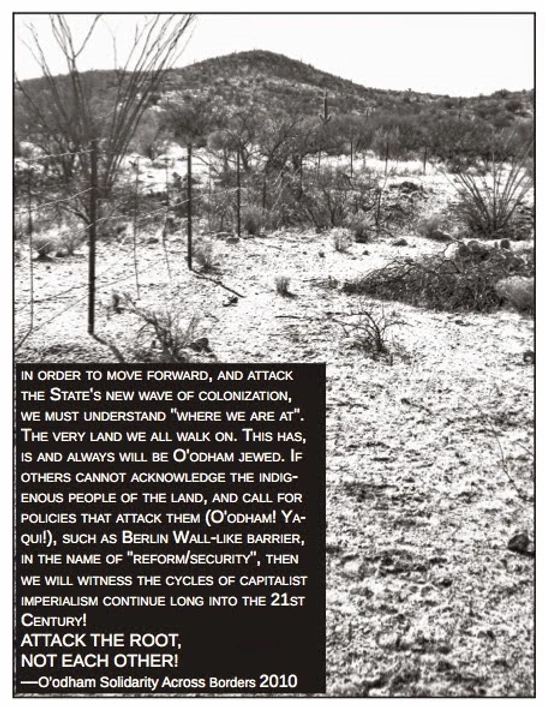 IN ORDER TO MOVE FORWARD, AND ATTACK
THE STATE'S NEW WAVE OF COLONIZATION,
WE MUST UNDERSTAND "WHERE WE ARE AT".
THE VERY LAND WE ALL WALK ON. THIS HAS,
IS AND ALWAYS WILL BE O'ODHAM JEWED. IF
OTHERS CANNOT ACKNOWLEDGE THE INDIG-
ENOUS PEOPLE OF THE LAND, AND CALL FOR
POLICIES THAT ATTACK THEM (O'ODHAM! YA-
QUI!), SUCH AS BERLIN WALL-LIKE BARRIER,
IN THE NAME OF "REFORM/SECURITY", THEN
WE WILL WITNESS THE CYCLES OF CAPITALIST
IMPERIALISM CONTINUE LONG INTO THE 21ST
CENTURY!
ATTACK THE ROOT,
NOT EACH OTHER!
—O'odham Solidarity Across Borders 2010